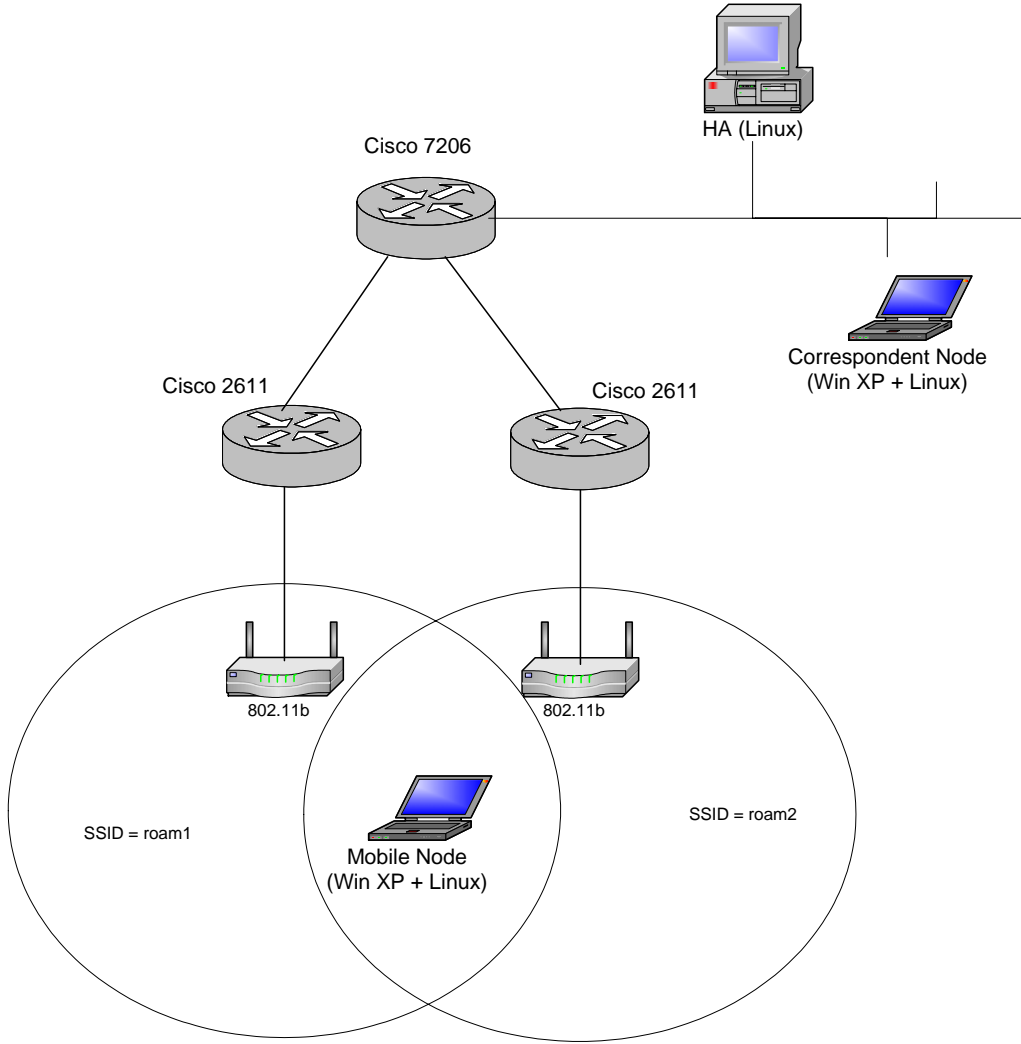 HA (Linux)
Cisco 7206
Correspondent Node
(Win XP + Linux)
Cisco 2611
Cisco 2611
802.11b
802.11b
SSID = roam1
SSID = roam2
Mobile Node
(Win XP + Linux)